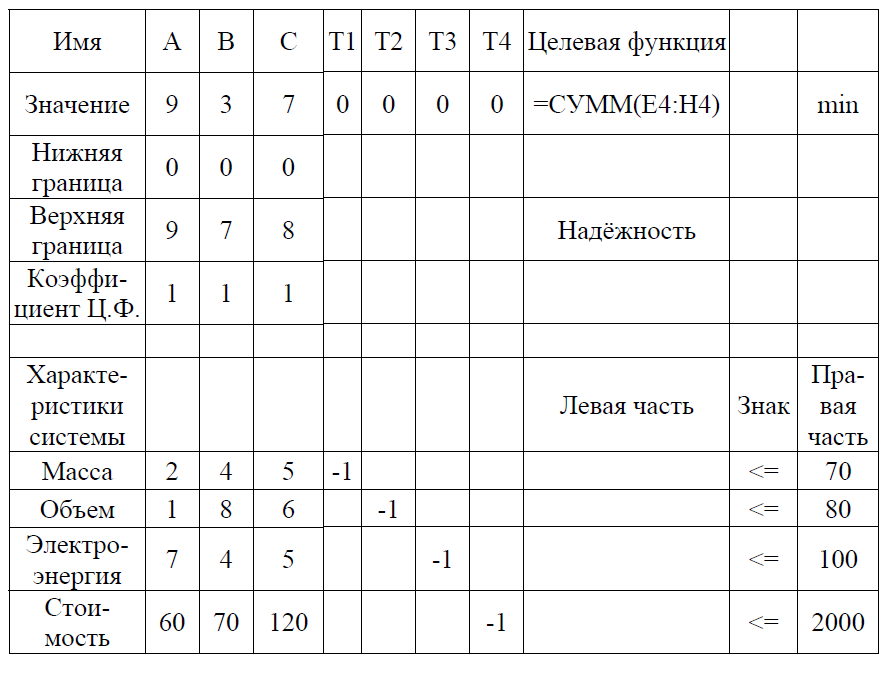 Имя A B C T1 T2 T3 T4 Целевая функция
Значение 9 3 7 0 0 0 0 =СУММ(E4:H4) min
Нижняя
граница 0 0 0
Верхняя
граница 9 7 8 Надёжность
Коэффи-
циент Ц.Ф. 1 1 1
Характе-
ристики
системы Левая часть Знак Пра-
вая
часть
Масса 2 4 5 -1 <= 70
Объем 1 8 6 -1 <= 80
Электро-
энергия 7 4 5 -1 <= 100
Стои-
мость 60 70 120 -1 <= 2000